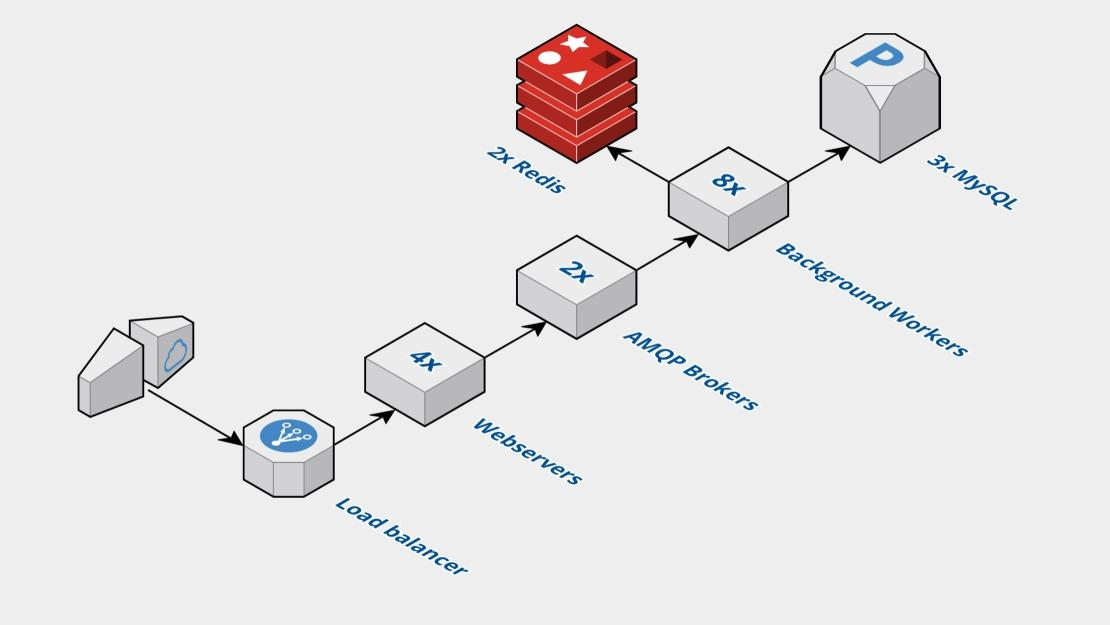 2x Redis
P
3x MySQL
8x
Background Workers
2x
AMQP Brokers
4x
Webservers
Load balancer